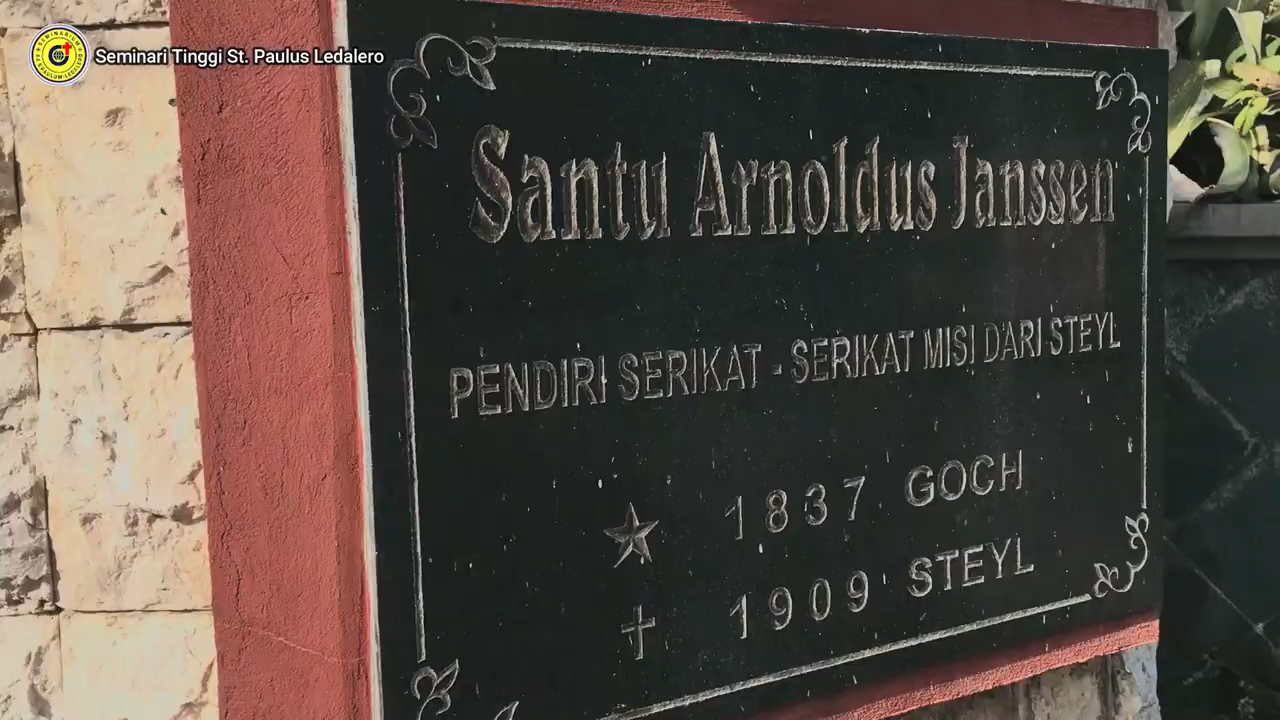 Seminari Tinggi St. Paulus Ledalero
Santu Arnoldus Janssen
PENDIRI SERIKAT - SERIKAT MISI DARI STEYL
1837 GOCH
1909 STEYL